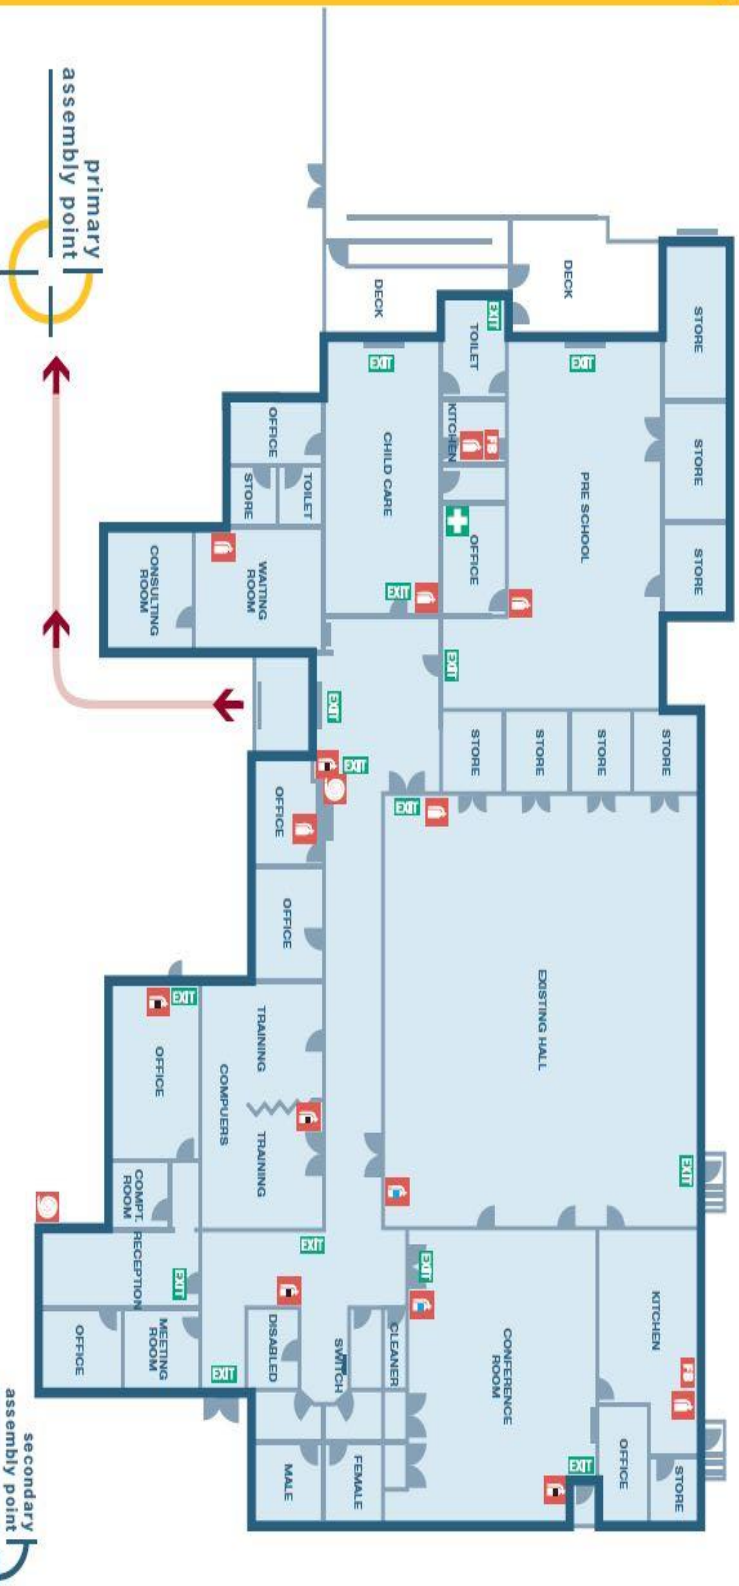 STORE
STORE
STORE
EXIT
FB
STORE
STORE
KITCHEN
OFFICE
STORE
PRE SCHOOL
EXIT
EXIT
DECK
EXISTING HALL
STORE
CONFERENCE
ROOM
EXIT
FB
TOILET
OFFICE
STORE
KITCHEN
EXIT
EXIT
EXIT
EXIT
CLEANER
CHILD CARE
EXIT
DECK
FEMALE
EXIT
SWITCH
EXIT
EXIT
TOILET
MALE
OFFICE
OFFICE
OFFICE
DISABLED
WAITING
ROOM
TRAINING
TRAINING
STORE
COMPUERS
EXIT
EXIT
EXIT
MEETING
ROOM
OFFICE
CONSULTING
ROOM
COMPT.
ROOM
RECEPTION
OFFICE
primary
assembly point
secondary
assembly point